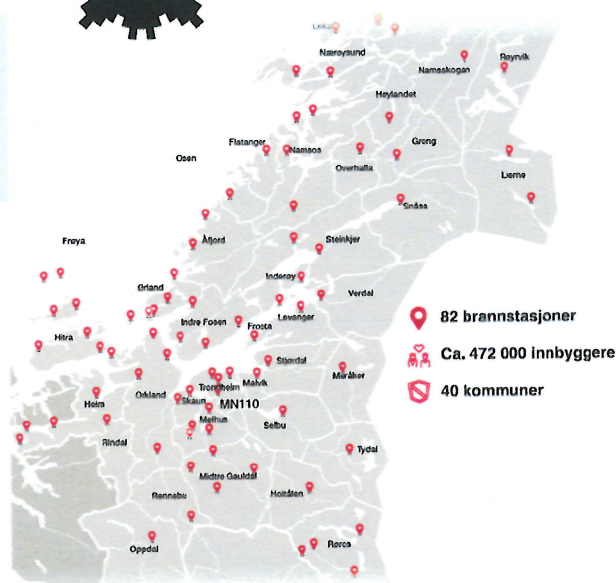 Leka
Nærøysund
Namsskogan
Røyrvik
Høylandet
Flatanger
Namsos
Grong
Osen
Overhalla
Lierne
Snåsa
Frøya
Åfjord
Steinkjer
Inderøy
Ørland
Verdal
Indre Fosen
Levanger
Frosta
82 brannstasjoner
Hitra
Stjørdal
Ca. 472 000 innbyggere
Meråker
Trondheim
Malvik
Orkland
Skaun
MN110
40 kommuner
Heim
Melhus
Selbu
Rindal
Tydal
Midtre Gauldal
Rennebu
Holtålen
Oppdal
Røros